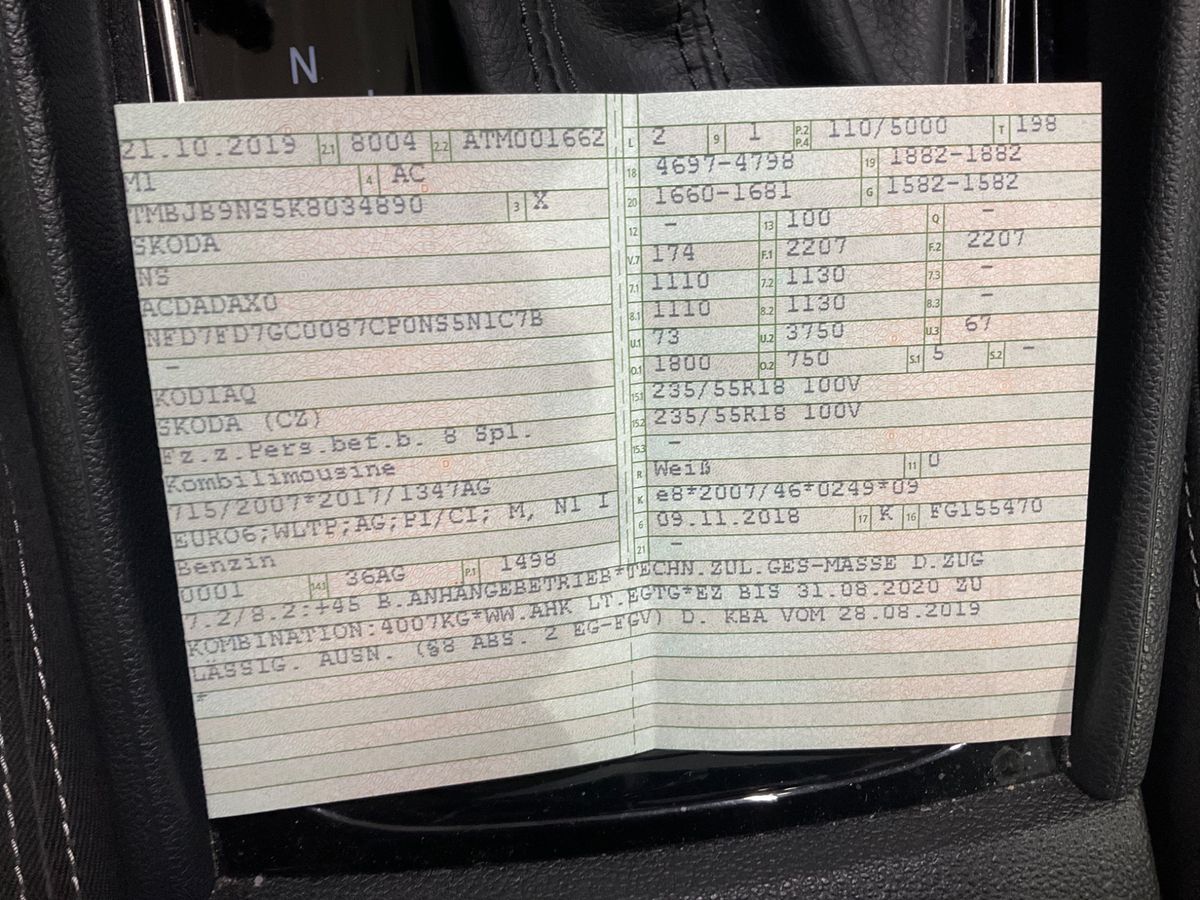 N
21.10.2019 2.1 8004 2.2 ATM001662
M1 4 AC
TMBJB9NS5K8034890 3 X
SKODA
NS
ACDADAX0
NFD7FD7GC0087CP0NS5N1C7B
–
KODIAQ
SKODA (CZ)
Fz.z.Pers.bef.b. 8 Spl.
Kombilimousine
715/2007*2017/1347AG
EURO6;WLTP;AG;PI/CI; M, N1 I
Benzin
0001 14.1 36AG P.1 1498
L 2 9 1 P.2 P.4 110/5000 T 198
18 4697-4798 19 1882-1882
20 1660-1681 G 1582-1582
12 – 13 100 Q –
V.7 174 F.1 2207 F.2 2207
7.1 1110 7.2 1130 7.3 –
8.1 1110 8.2 1130 8.3 –
U.1 73 U.2 3750 U.3 67
O.1 1800 O.2 750 S.1 5 S.2 –
15.1 235/55R18 100V
15.2 235/55R18 100V
15.3 –
R Weiß 11 0
K e8*2007/46*0249*09
6 09.11.2018 17 K 16 FG155470
21 –
7.2/8.2:+45 B.ANHÄNGEBETRIEB*TECHN.ZUL.GES-MASSE D.ZUG
KOMBINATION:4007KG*WW.AHK LT.EGTG*EZ BIS 31.08.2020 ZU
LÄSSIG. AUSN. (§8 ABS. 2 EG-FGV) D. KBA VOM 28.08.2019
*